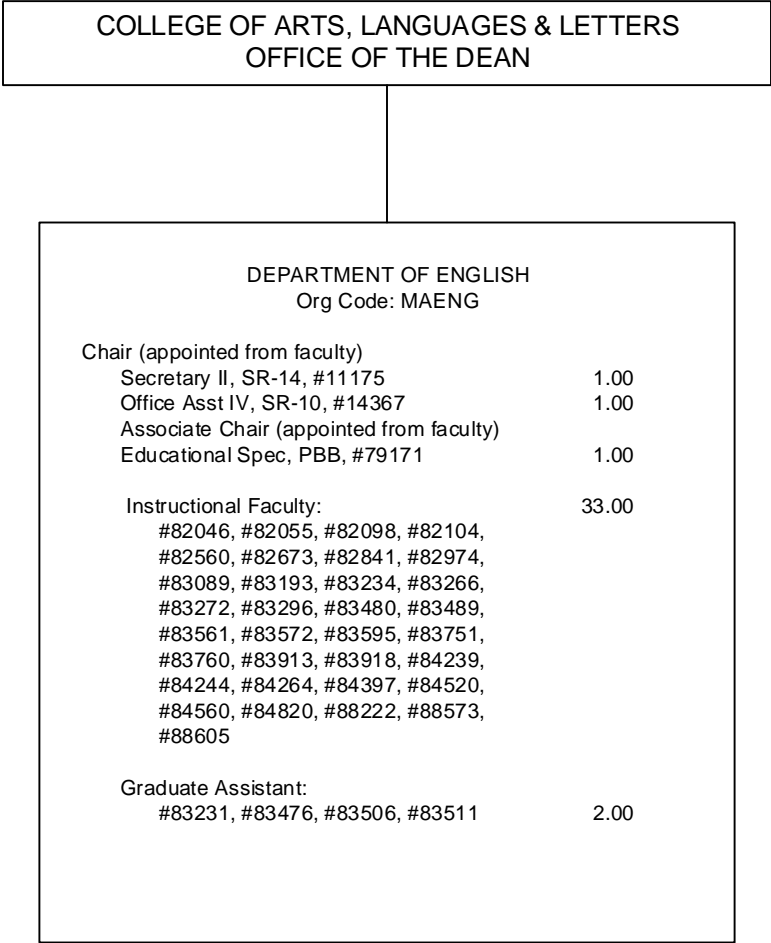 COLLEGE OF ARTS, LANGUAGES & LETTERS
OFFICE OF THE DEAN
DEPARTMENT OF ENGLISH
Org Code: MAENG
Chair (appointed from faculty)
Secretary II, SR-14, #11175 1.00
Office Asst IV, SR-10, #14367 1.00
Associate Chair (appointed from faculty)
Educational Spec, PBB, #79171 1.00
Instructional Faculty: 33.00
#82046, #82055, #82098, #82104,
#82560, #82673, #82841, #82974,
#83089, #83193, #83234, #83266,
#83272, #83296, #83480, #83489,
#83561, #83572, #83595, #83751,
#83760, #83913, #83918, #84239,
#84244, #84264, #84397, #84520,
#84560, #84820, #88222, #88573,
#88605
Graduate Assistant:
#83231, #83476, #83506, #83511 2.00